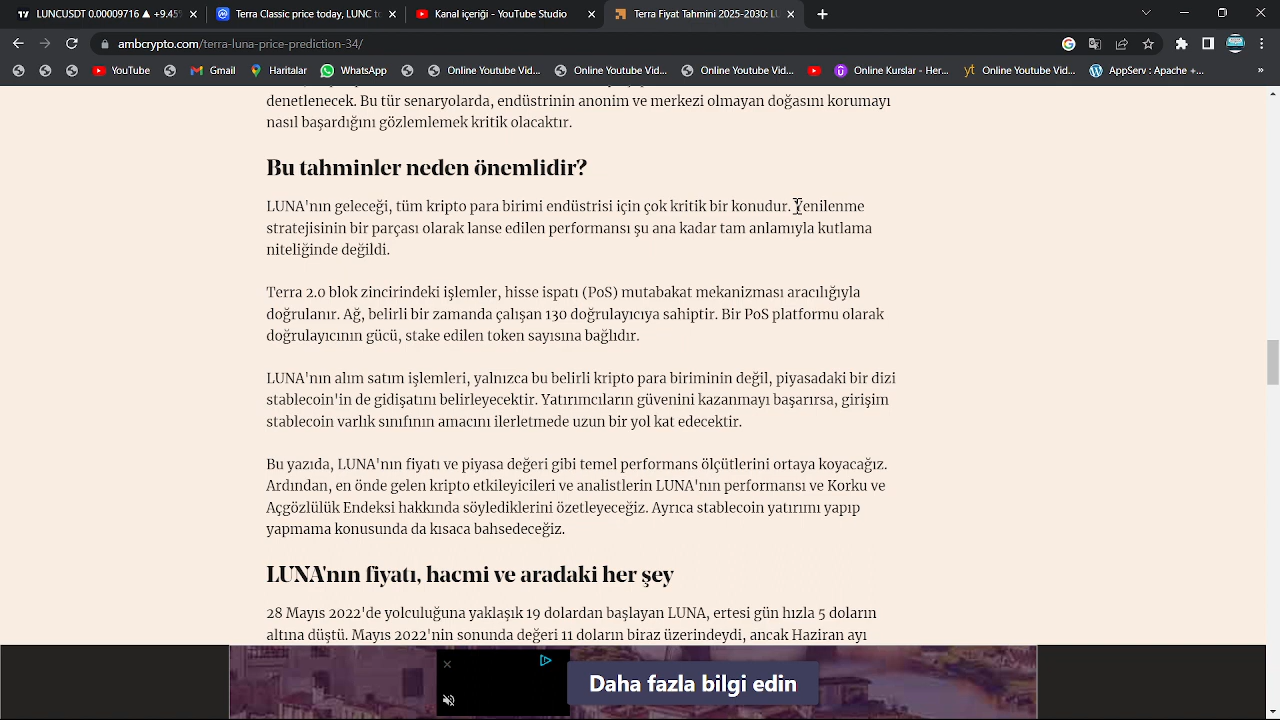 LUNCUSDT 0.00009716 ▲ +9.45
Terra Classic price today, LUNC to
Kanal içeriği - YouTube Studio
Terra Fiyat Tahmini 2025-2030: LU
ambcrypto.com/terra-luna-price-prediction-34/
YouTube
Gmail
Haritalar
WhatsApp
Online Youtube Vide...
Online Youtube Vide...
Online Kurslar - Her...
Online Youtube Vide...
AppServ : Apache +...
denetlenecek. Bu tür senaryolarda, endüstrinin anonim ve merkezi olmayan doğasını korumayı
nasıl başardığını gözlemlemek kritik olacaktır.
Bu tahminler neden önemlidir?
LUNA'nın geleceği, tüm kripto para birimi endüstrisi için çok kritik bir konudur. Yenilenme
stratejisinin bir parçası olarak lanse edilen performansı şu ana kadar tam anlamıyla kutlama
niteliğinde değildi.
Terra 2.0 blok zincirindeki işlemler, hisse ispatı (PoS) mutabakat mekanizması aracılığıyla
doğrulanır. Ağ, belirli bir zamanda çalışan 130 doğrulayıcıya sahiptir. Bir PoS platformu olarak
doğrulayıcının gücü, stake edilen token sayısına bağlıdır.
LUNA'nın alım satım işlemleri, yalnızca bu belirli kripto para biriminin değil, piyasadaki bir dizi
stablecoin'in de gidişatını belirleyecektir. Yatırımcıların güvenini kazanmayı başarırsa, girişim
stablecoin varlık sınıfının amacını ilerletmede uzun bir yol kat edecektir.
Bu yazıda, LUNA'nın fiyatı ve piyasa değeri gibi temel performans ölçütlerini ortaya koyacağız.
Ardından, en önde gelen kripto etkileyicileri ve analistlerin LUNA'nın performansı ve Korku ve
Açgözlülük Endeksi hakkında söylediklerini özetleyeceğiz. Ayrıca stablecoin yatırımı yapıp
yapmama konusunda da kısaca bahsedeceğiz.
LUNA'nın fiyatı, hacmi ve aradaki her şey
28 Mayıs 2022'de yolculuğuna yaklaşık 19 dolardan başlayan LUNA, ertesi gün hızla 5 doların
altına düştü. Mayıs 2022'nin sonunda değeri 11 doların biraz üzerindeydi, ancak Haziran ayı
Daha fazla bilgi edin